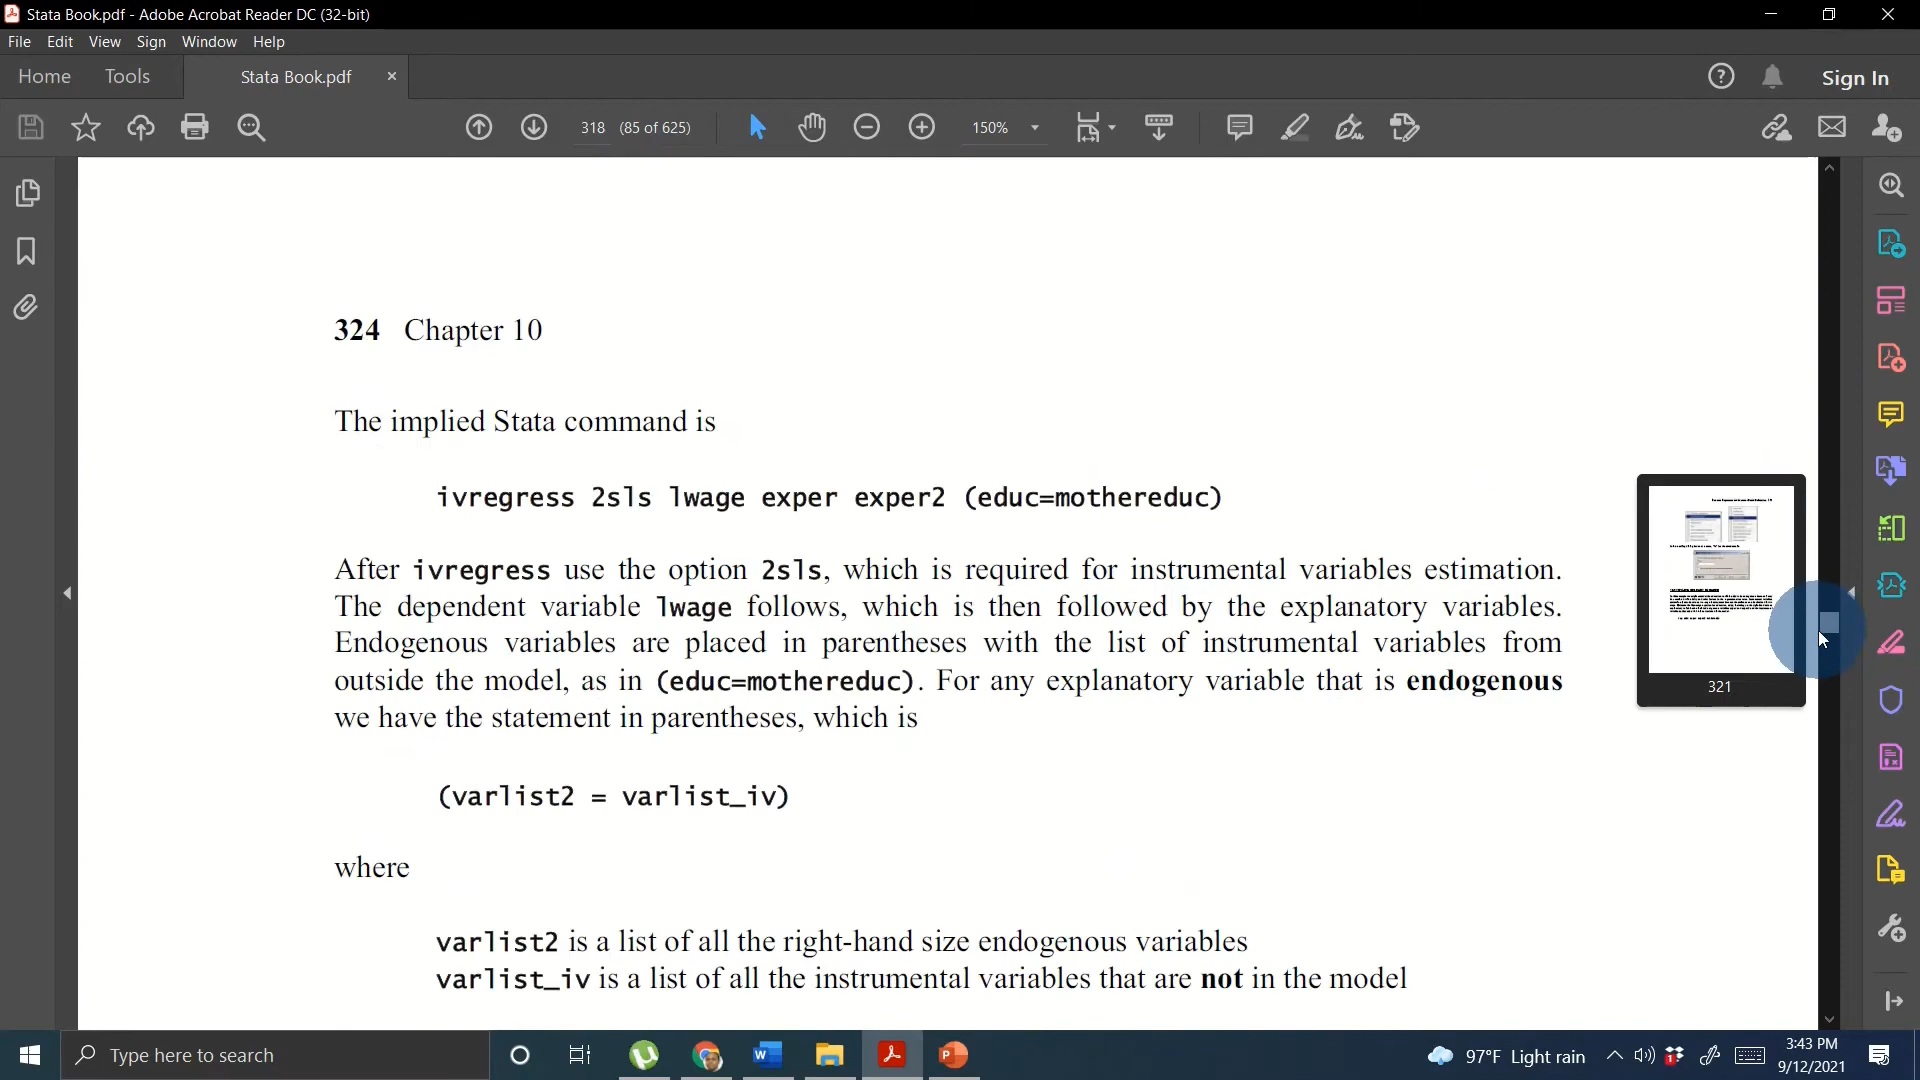 Stata Book.pdf - Adobe Acrobat Reader DC (32-bit)
File Edit View Sign Window Help
Home Tools Stata Book.pdf × Sign In
318 (85 of 625) 150%
324 Chapter 10
The implied Stata command is
ivregress 2sls lwage exper exper2 (educ=mothereduc)
After ivregress use the option 2sls, which is required for instrumental variables estimation.
The dependent variable lwage follows, which is then followed by the explanatory variables.
Endogenous variables are placed in parentheses with the list of instrumental variables from
outside the model, as in (educ=mothereduc). For any explanatory variable that is endogenous
we have the statement in parentheses, which is
(varlist2 = varlist_iv)
where
varlist2 is a list of all the right-hand size endogenous variables
varlist_iv is a list of all the instrumental variables that are not in the model
321
Type here to search
97°F Light rain
3:43 PM
9/12/2021